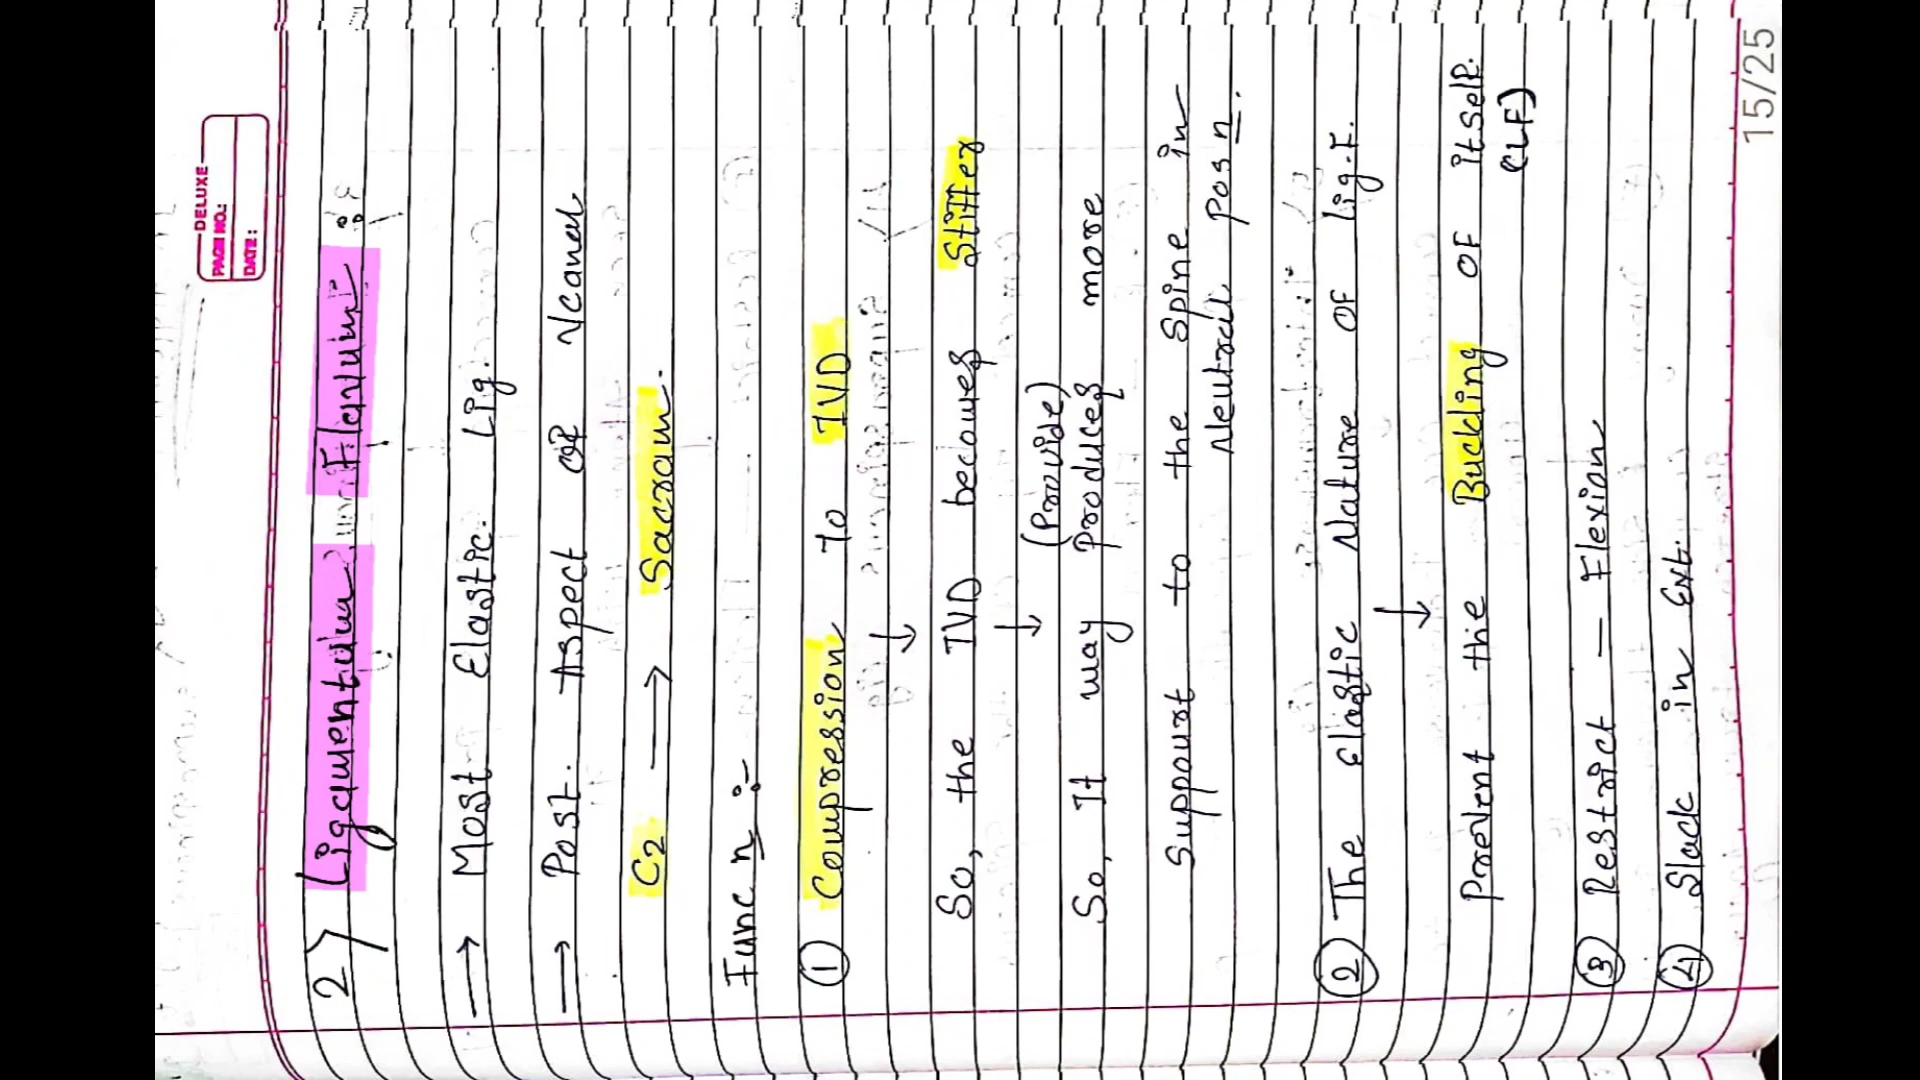 DELUXE
PAGE NO.:
DATE:
2} Ligamentum Flavum :
→ Most Elastic Lig.
→ Post. Aspect of Vcanal
C2 → Sacram.
Func n :-
① Compression to IVD
↓
So, the IVD becomes Stiffer
↓
(Provide)
So, It may produces more
Suppourt to the Spine in
Neutral Pos n.
② The elastic Nature of Lig.F.
↓
Prevent the Buckling of itself.
(LF)
③ Restrict — Flexion
④ Slack in Ext.
15/25